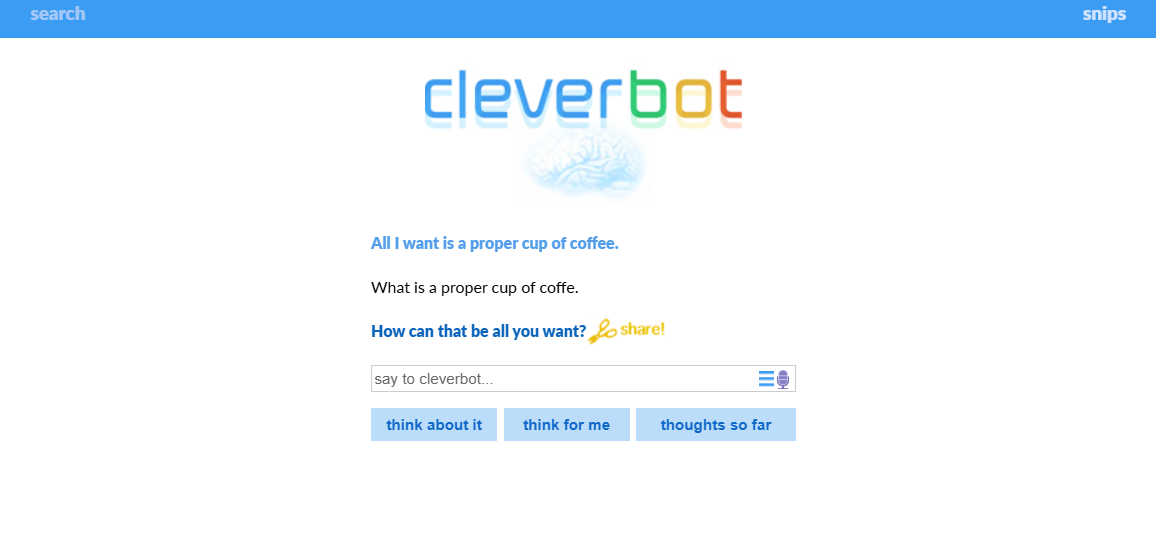 search
snips
cleverbot
All I want is a proper cup of coffee.
What is a proper cup of coffe.
How can that be all you want? share!
say to cleverbot...
think about it
think for me
thoughts so far